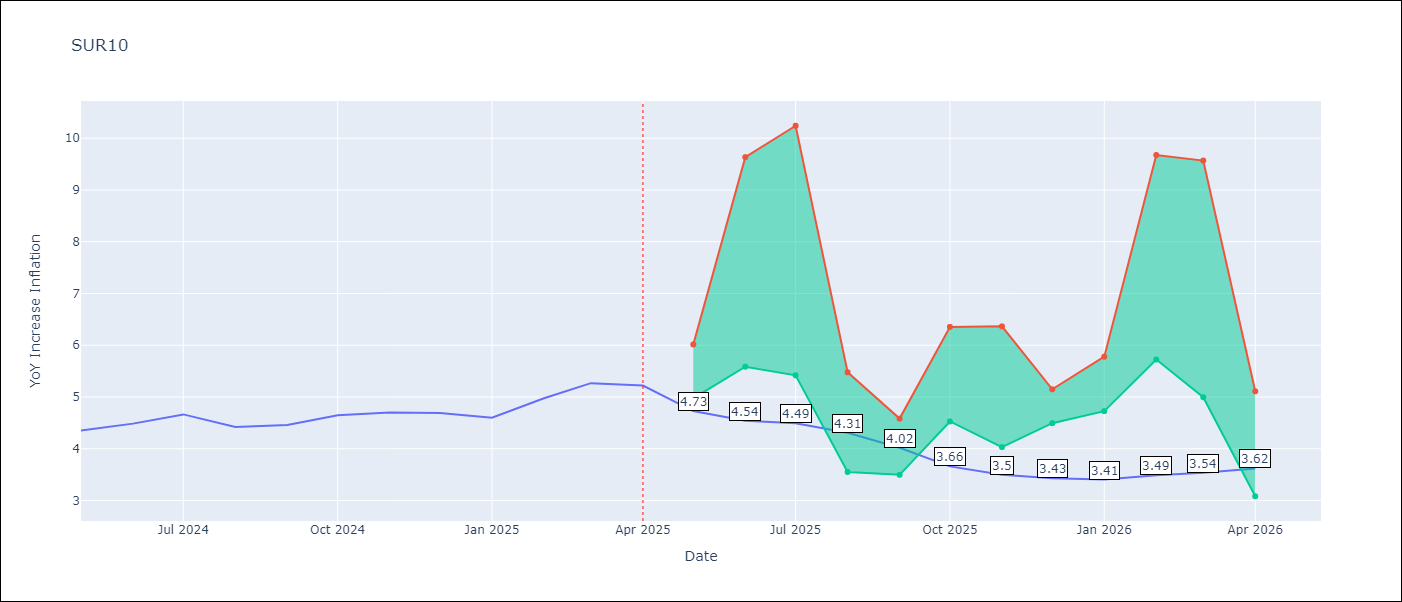 SUR10
YoY Increase Inflation
10
9
8
7
6
5
4
3
4.73
4.54
4.49
4.31
4.02
3.66
3.5
3.43
3.41
3.49
3.54
3.62
Jul 2024
Oct 2024
Jan 2025
Apr 2025
Jul 2025
Oct 2025
Jan 2026
Apr 2026
Date